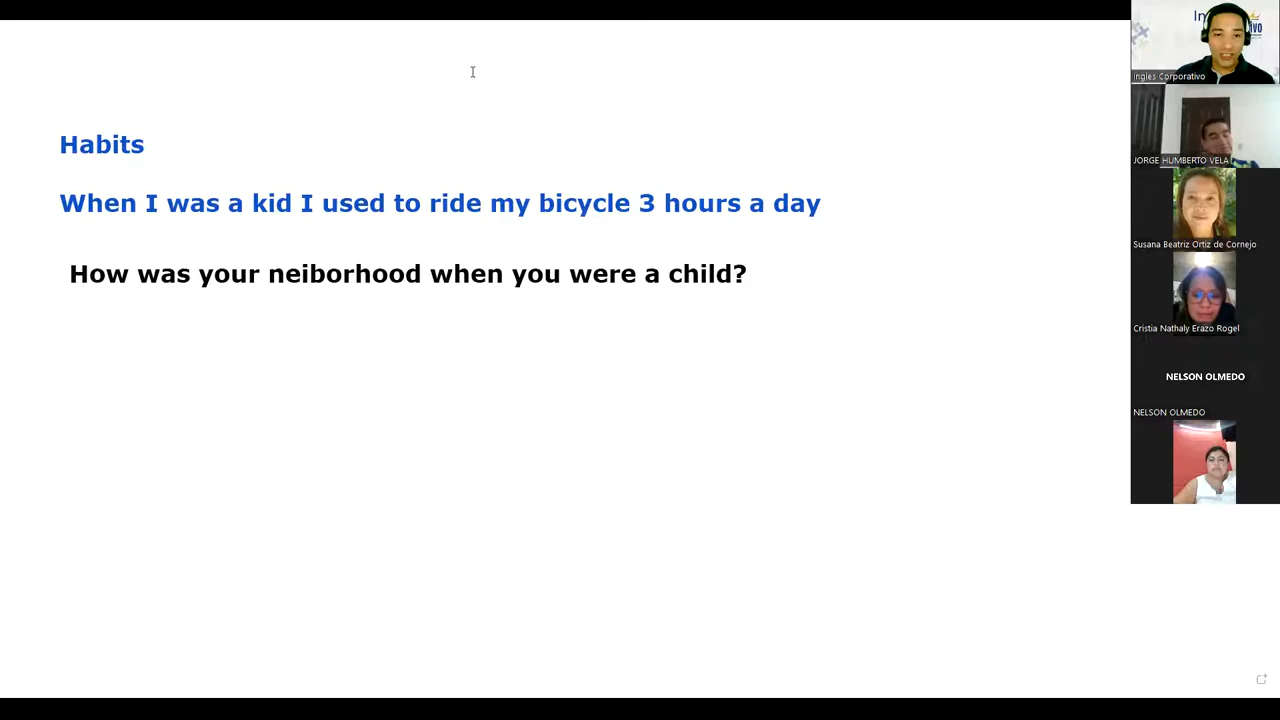 Habits
When I was a kid I used to ride my bicycle 3 hours a day
How was your neiborhood when you were a child?
Ingles Corporativo
JORGE HUMBERTO VELA
Susana Beatriz Ortiz de Cornejo
Cristia Nathaly Erazo Rogel
NELSON OLMEDO
NELSON OLMEDO